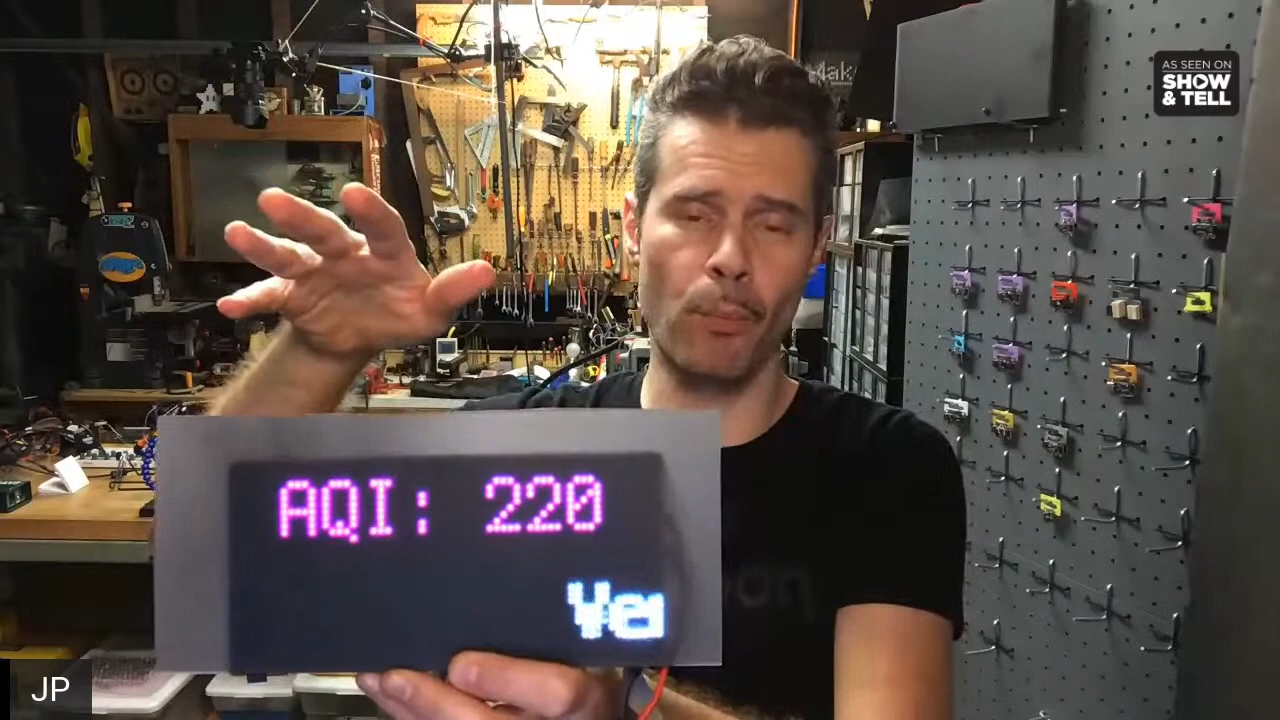 AS SEEN ON
SHOW
& TELL
AQI: 220
JP